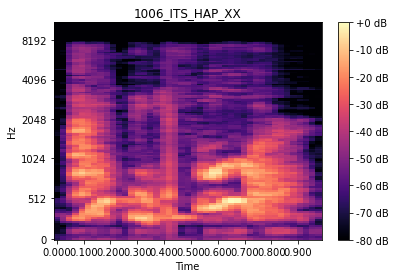 1006_ITS_HAP_XX
Hz
8192
4096
2048
1024
512
0
0.0000.1000.2000.3000.4000.5000.6000.7000.8000.900
Time
+0 dB
-10 dB
-20 dB
-30 dB
-40 dB
-50 dB
-60 dB
-70 dB
-80 dB